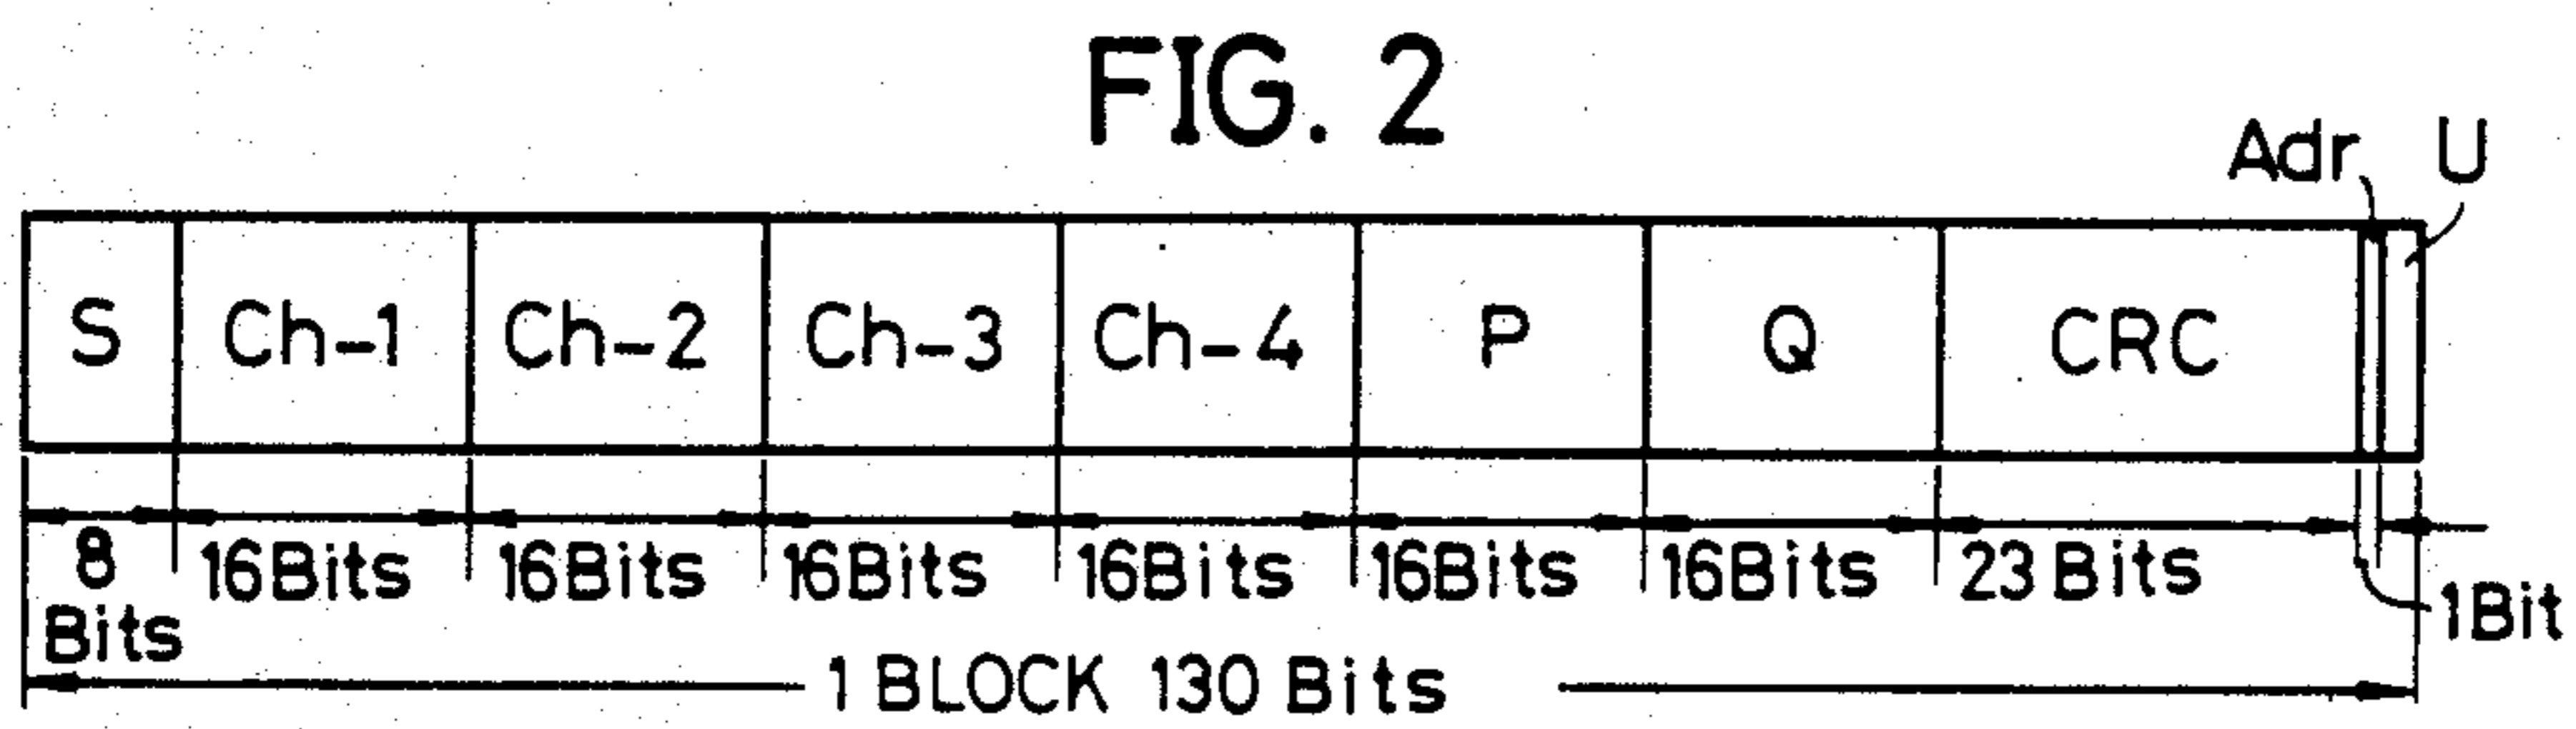 FIG. 2
Adr U
S Ch-1 Ch-2 Ch-3 Ch-4 P Q CRC
8 Bits 16Bits 16Bits 16Bits 16Bits 16Bits 16Bits 23 Bits 1Bit
1 BLOCK 130 Bits